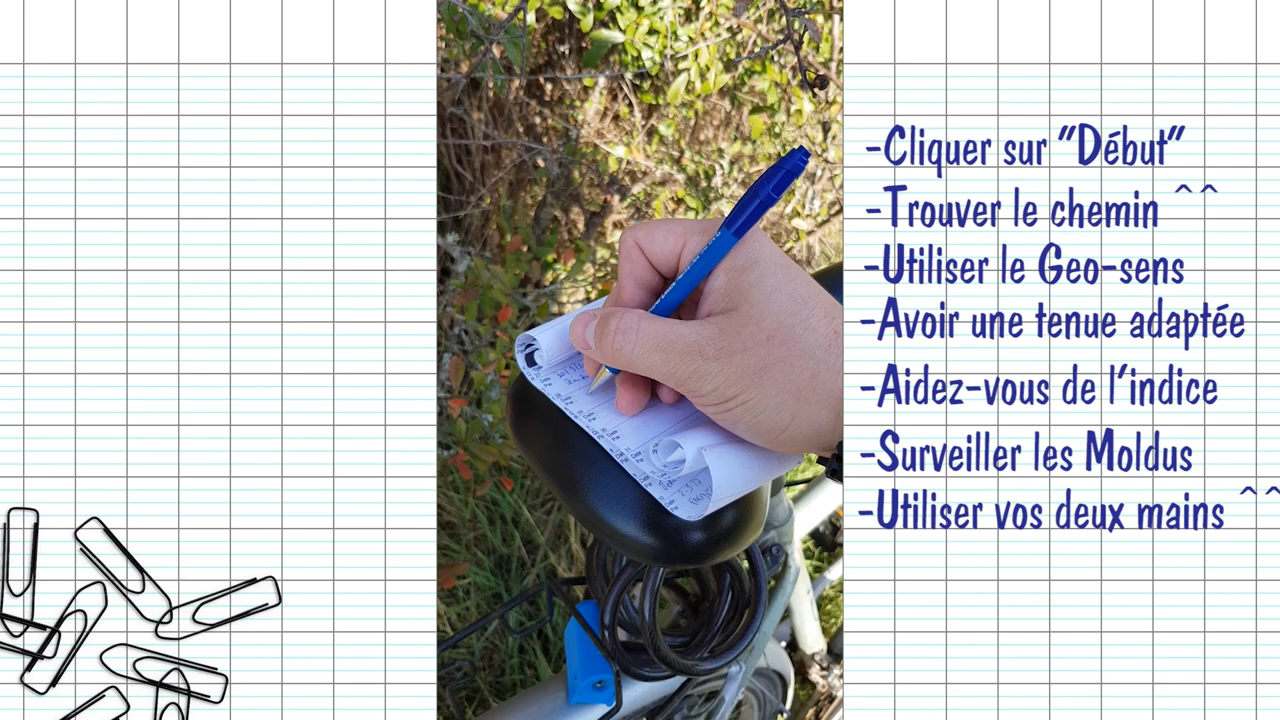 -Cliquer sur "Début"
-Trouver le chemin ^^
-Utiliser le Geo-sens
-Avoir une tenue adaptée
-Aidez-vous de l'indice
-Surveiller les Moldus
-Utiliser vos deux mains ^^